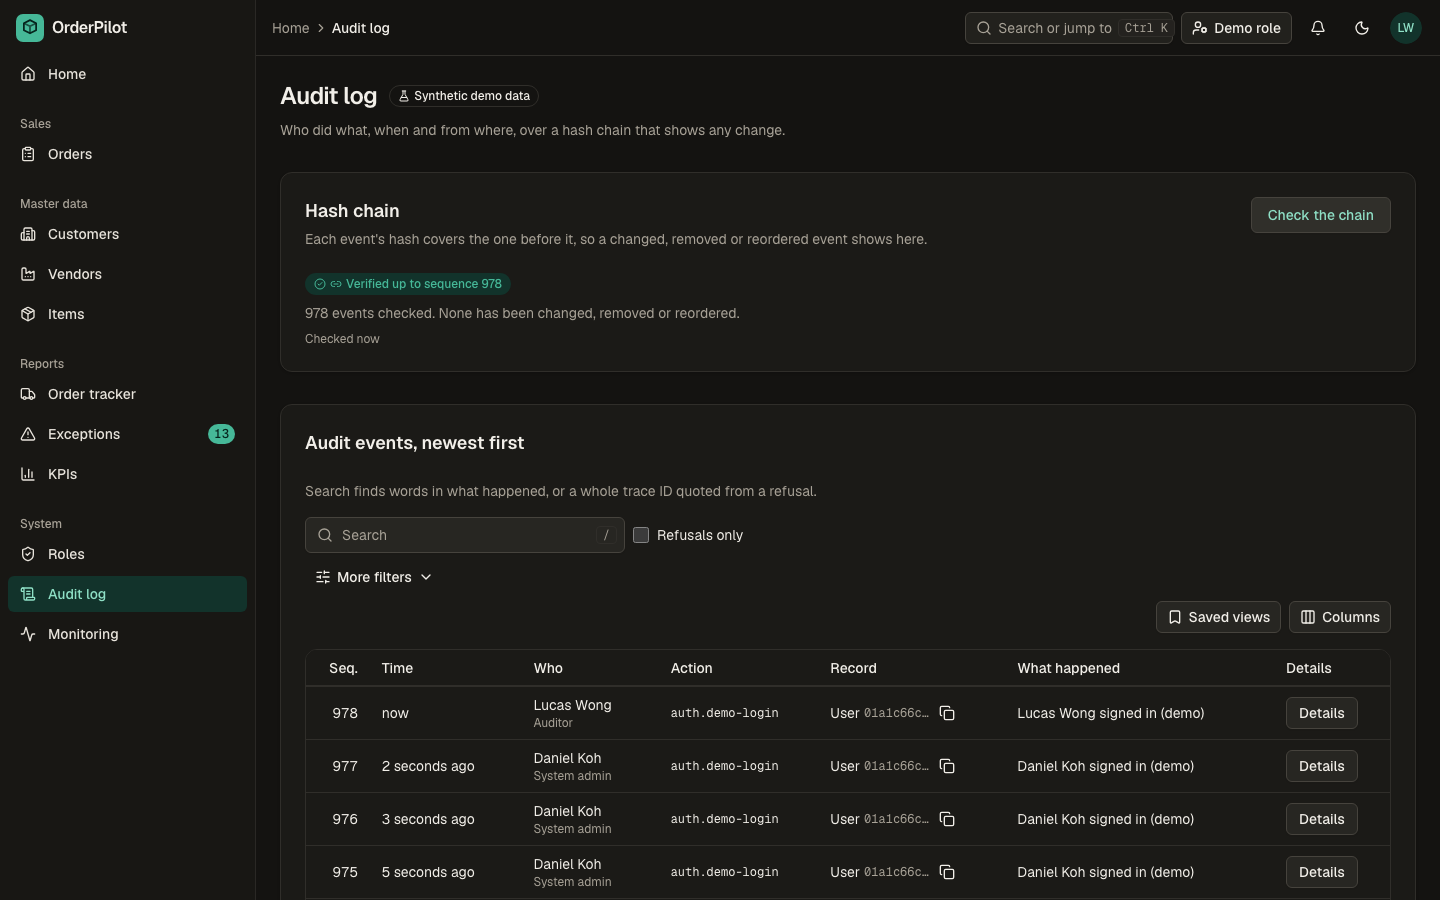 OrderPilot
Home
Sales
Orders
Master data
Customers
Vendors
Items
Reports
Order tracker
Exceptions 13
KPIs
System
Roles
Audit log
Monitoring
Home > Audit log
Search or jump to Ctrl K
Demo role
LW
Audit log
Synthetic demo data
Who did what, when and from where, over a hash chain that shows any change.
Hash chain
Check the chain
Each event's hash covers the one before it, so a changed, removed or reordered event shows here.
Verified up to sequence 978
978 events checked. None has been changed, removed or reordered.
Checked now
Audit events, newest first
Search finds words in what happened, or a whole trace ID quoted from a refusal.
Search /
Refusals only
More filters
Saved views
Columns
Seq. Time Who Action Record What happened Details
978 now Lucas Wong auth.demo-login User 01a1c66c… Lucas Wong signed in (demo) Details
Auditor
977 2 seconds ago Daniel Koh auth.demo-login User 01a1c66c… Daniel Koh signed in (demo) Details
System admin
976 3 seconds ago Daniel Koh auth.demo-login User 01a1c66c… Daniel Koh signed in (demo) Details
System admin
975 5 seconds ago Daniel Koh auth.demo-login User 01a1c66c… Daniel Koh signed in (demo) Details
System admin